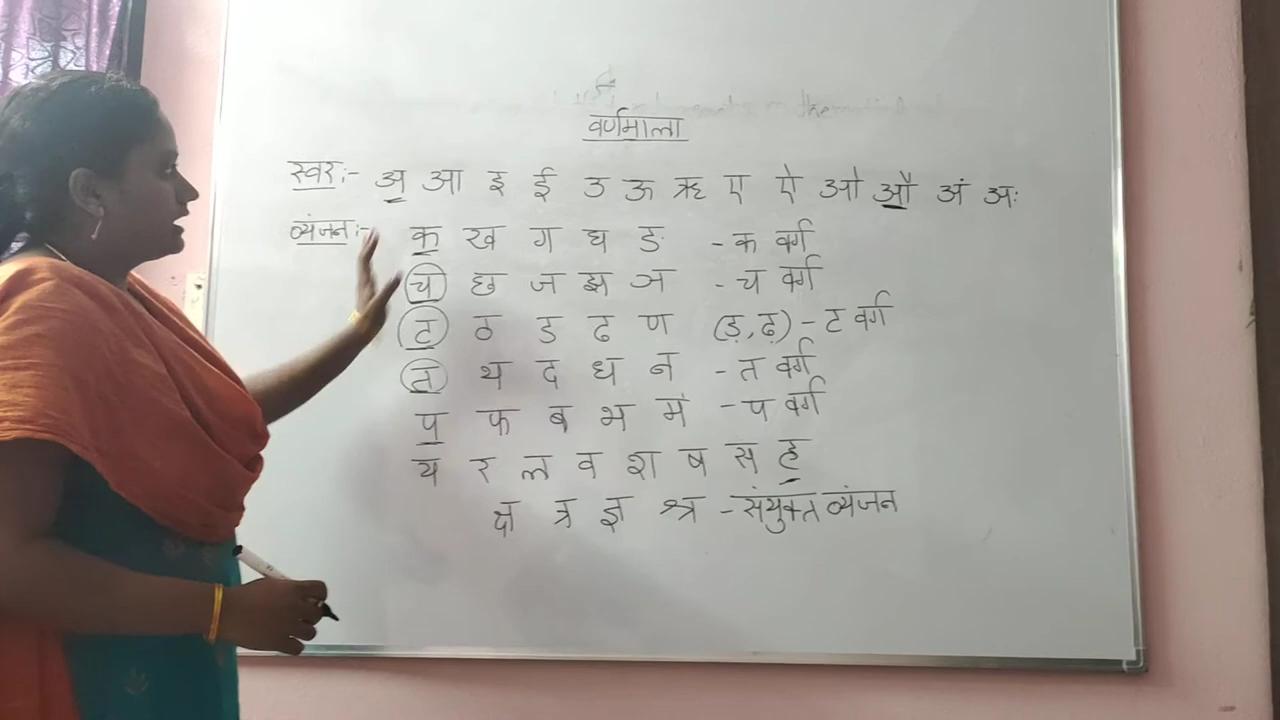 वर्णमाला
स्वर:- अ आ इ ई उ ऊ ऋ ए ऐ ओ औ अं अः
व्यंजन:- क ख ग घ ङ - क वर्ग
च छ ज झ ञ - च वर्ग
ट ठ ड ढ ण (ड़, ढ़) - ट वर्ग
त थ द ध न - त वर्ग
प फ ब भ म - प वर्ग
य र ल व श ष स ह
क्ष त्र ज्ञ श्र - संयुक्त व्यंजन